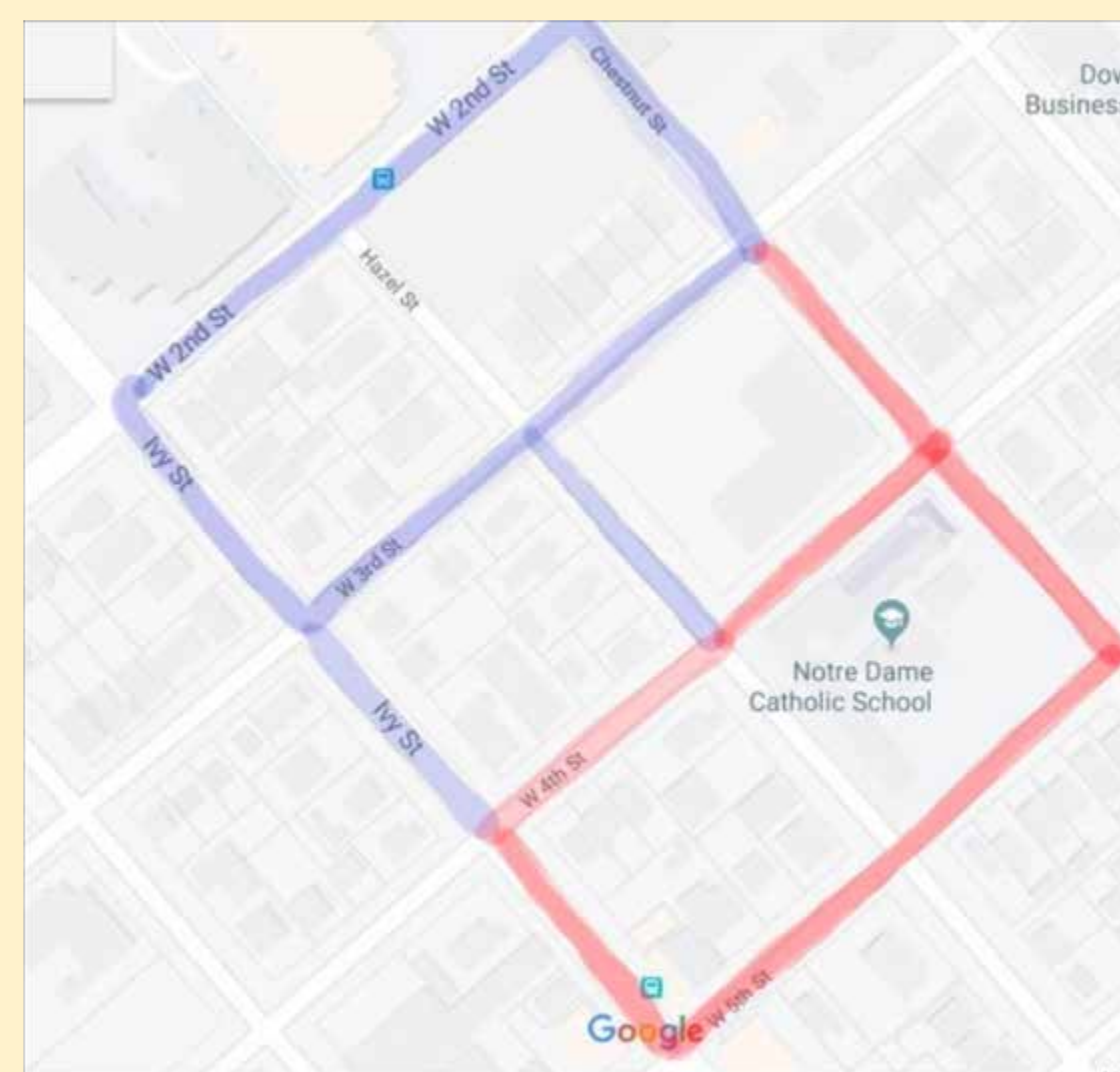 W 2nd St
Chestnut St
Dow
Business
Hazel St
W 2nd St
Ivy St
W 3rd St
Notre Dame
Catholic School
Ivy St
W 4th St
W 5th St
Google